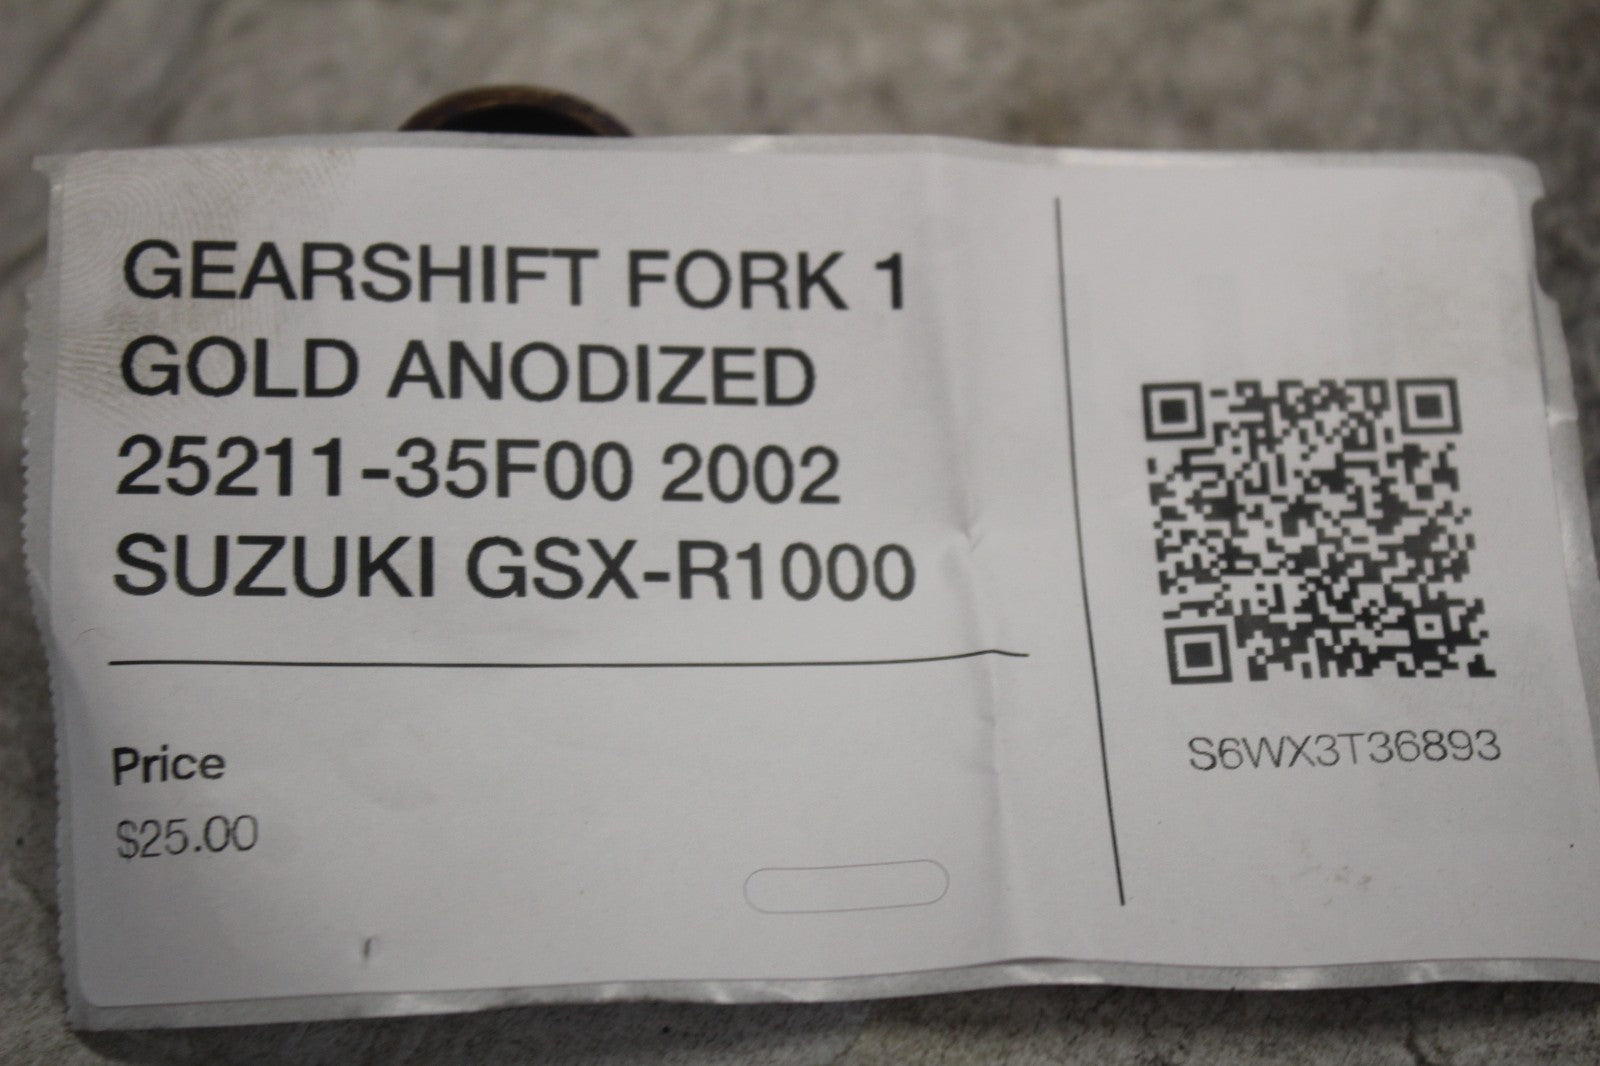 GEARSHIFT FORK 1
GOLD ANODIZED
25211-35F00 2002
SUZUKI GSX-R1000
Price
$25.00
S6WX3T36893